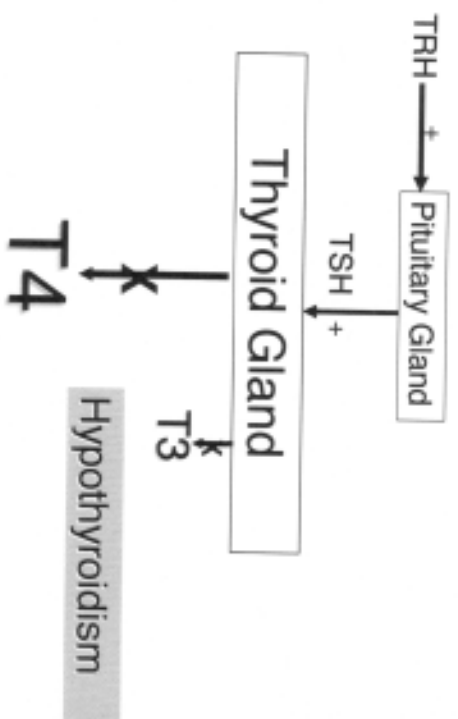 TRH
+
Pituitary Gland
TSH
+
Thyroid Gland
T4
T3
Hypothyroidism